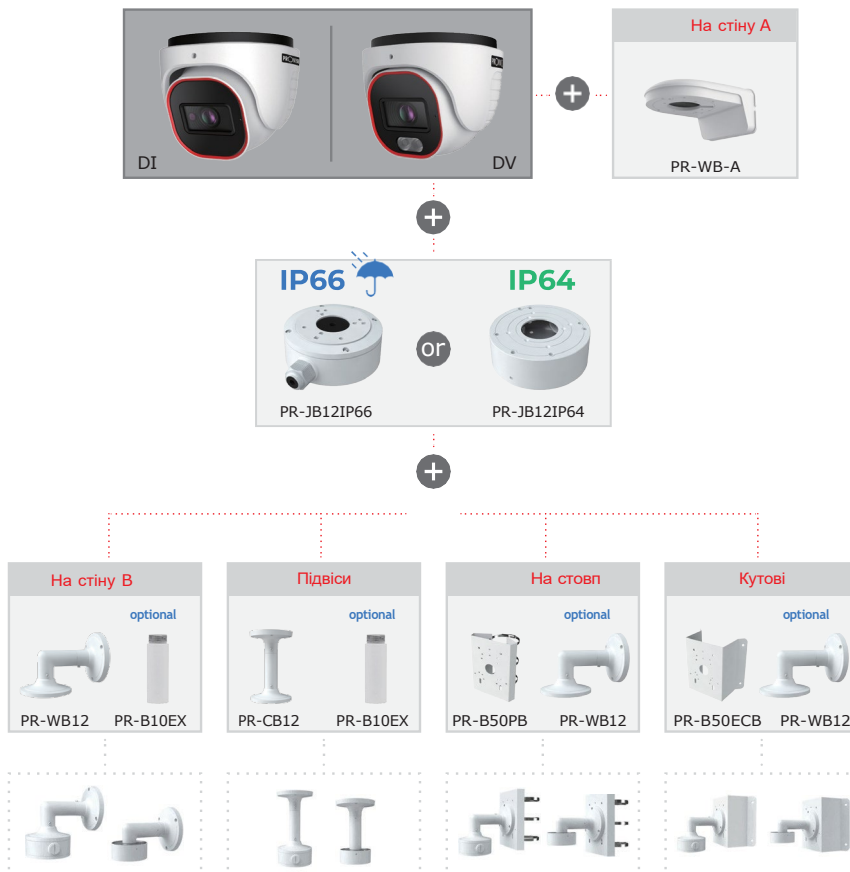 На стіну A
DI
DV
PR-WB-A
IP66
IP64
or
PR-JB12IP66
PR-JB12IP64
На стіну B
Підвіси
На стовп
Кутові
optional
optional
optional
optional
PR-WB12
PR-B10EX
PR-CB12
PR-B10EX
PR-B50PB
PR-WB12
PR-B50ECB
PR-WB12